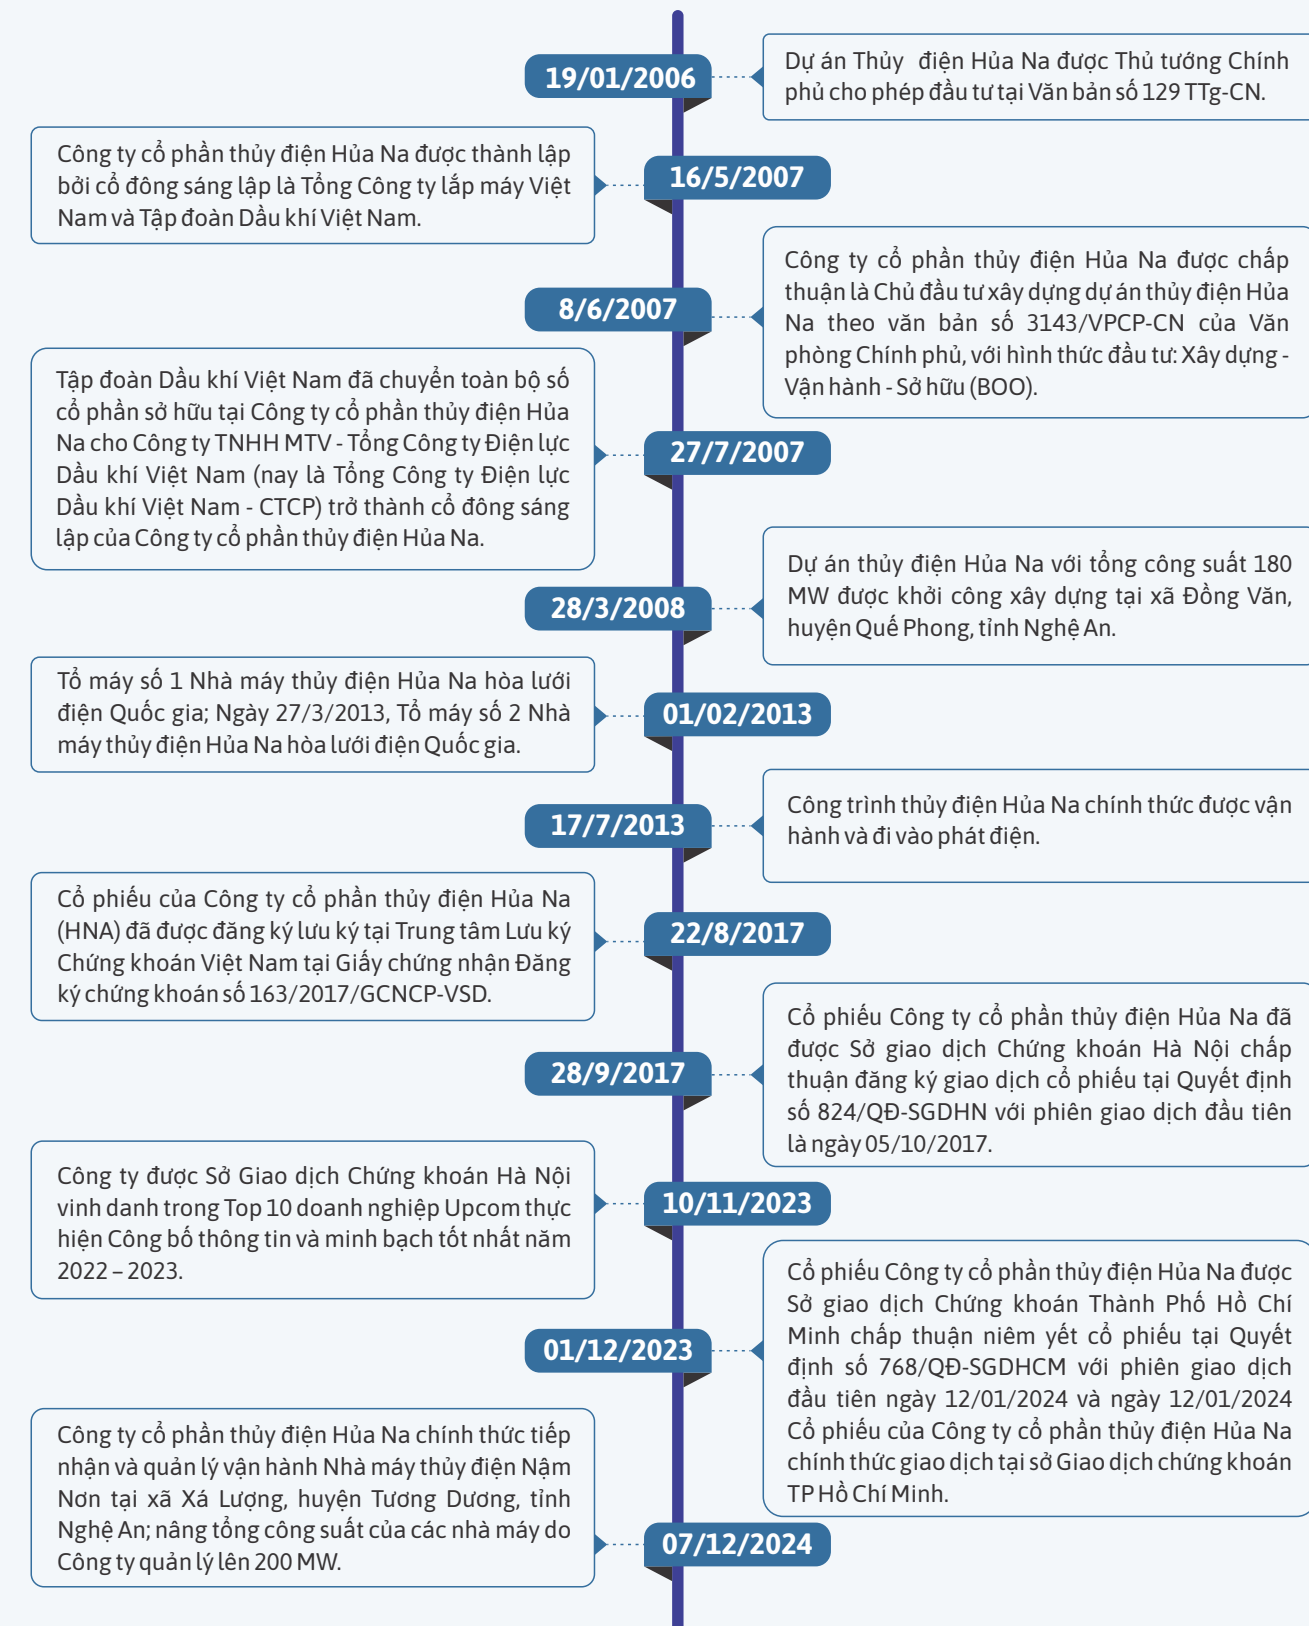 19/01/2006
Dự án Thủy điện Hủa Na được Thủ tướng Chính
phủ cho phép đầu tư tại Văn bản số 129 TTg-CN.
Công ty cổ phần thủy điện Hủa Na được thành lập
bởi cổ đông sáng lập là Tổng Công ty lắp máy Việt
Nam và Tập đoàn Dầu khí Việt Nam.
16/5/2007
8/6/2007
Công ty cổ phần thủy điện Hủa Na được chấp
thuận là Chủ đầu tư xây dựng dự án thủy điện Hủa
Na theo văn bản số 3143/VPCP-CN của Văn
phòng Chính phủ, với hình thức đầu tư: Xây dựng -
Vận hành - Sở hữu (BOO).
Tập đoàn Dầu khí Việt Nam đã chuyển toàn bộ số
cổ phần sở hữu tại Công ty cổ phần thủy điện Hủa
Na cho Công ty TNHH MTV - Tổng Công ty Điện lực
Dầu khí Việt Nam (nay là Tổng Công ty Điện lực
Dầu khí Việt Nam - CTCP) trở thành cổ đông sáng
lập của Công ty cổ phần thủy điện Hủa Na.
27/7/2007
28/3/2008
Dự án thủy điện Hủa Na với tổng công suất 180
MW được khởi công xây dựng tại xã Đồng Văn,
huyện Quế Phong, tỉnh Nghệ An.
Tổ máy số 1 Nhà máy thủy điện Hủa Na hòa lưới
điện Quốc gia; Ngày 27/3/2013, Tổ máy số 2 Nhà
máy thủy điện Hủa Na hòa lưới điện Quốc gia.
01/02/2013
17/7/2013
Công trình thủy điện Hủa Na chính thức được vận
hành và đi vào phát điện.
Cổ phiếu của Công ty cổ phần thủy điện Hủa Na
(HNA) đã được đăng ký lưu ký tại Trung tâm Lưu ký
Chứng khoán Việt Nam tại Giấy chứng nhận Đăng
ký chứng khoán số 163/2017/GCNCP-VSD.
22/8/2017
28/9/2017
Cổ phiếu Công ty cổ phần thủy điện Hủa Na đã
được Sở giao dịch Chứng khoán Hà Nội chấp
thuận đăng ký giao dịch cổ phiếu tại Quyết định
số 824/QĐ-SGDHN với phiên giao dịch đầu tiên
là ngày 05/10/2017.
Công ty được Sở Giao dịch Chứng khoán Hà Nội
vinh danh trong Top 10 doanh nghiệp Upcom thực
hiện Công bố thông tin và minh bạch tốt nhất năm
2022 – 2023.
10/11/2023
01/12/2023
Cổ phiếu Công ty cổ phần thủy điện Hủa Na được
Sở giao dịch Chứng khoán Thành Phố Hồ Chí
Minh chấp thuận niêm yết cổ phiếu tại Quyết
định số 768/QĐ-SGDHCM với phiên giao dịch
đầu tiên ngày 12/01/2024 và ngày 12/01/2024
Cổ phiếu của Công ty cổ phần thủy điện Hủa Na
chính thức giao dịch tại sở Giao dịch chứng khoán
TP Hồ Chí Minh.
Công ty cổ phần thủy điện Hủa Na chính thức tiếp
nhận và quản lý vận hành Nhà máy thủy điện Nậm
Nơn tại xã Xá Lượng, huyện Tương Dương, tỉnh
Nghệ An; nâng tổng công suất của các nhà máy do
Công ty quản lý lên 200 MW.
07/12/2024